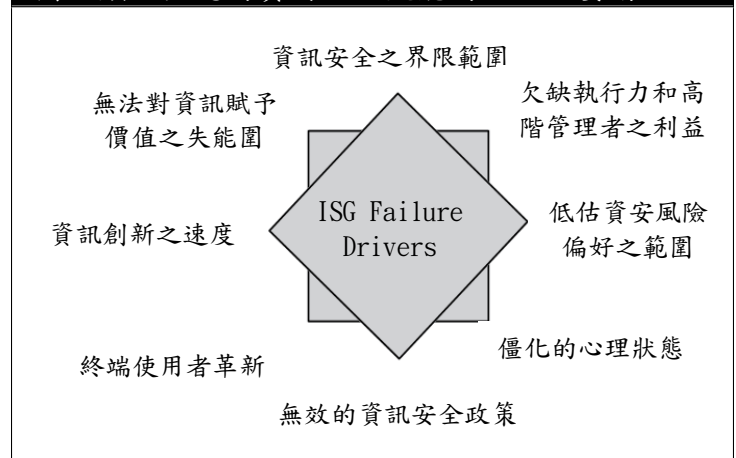 資訊安全之界限範圍
無法對資訊賦予
價值之失能圍
欠缺執行力和高
階管理者之利益
ISG Failure
Drivers
資訊創新之速度
低估資安風險
偏好之範圍
終端使用者革新
僵化的心理狀態
無效的資訊安全政策